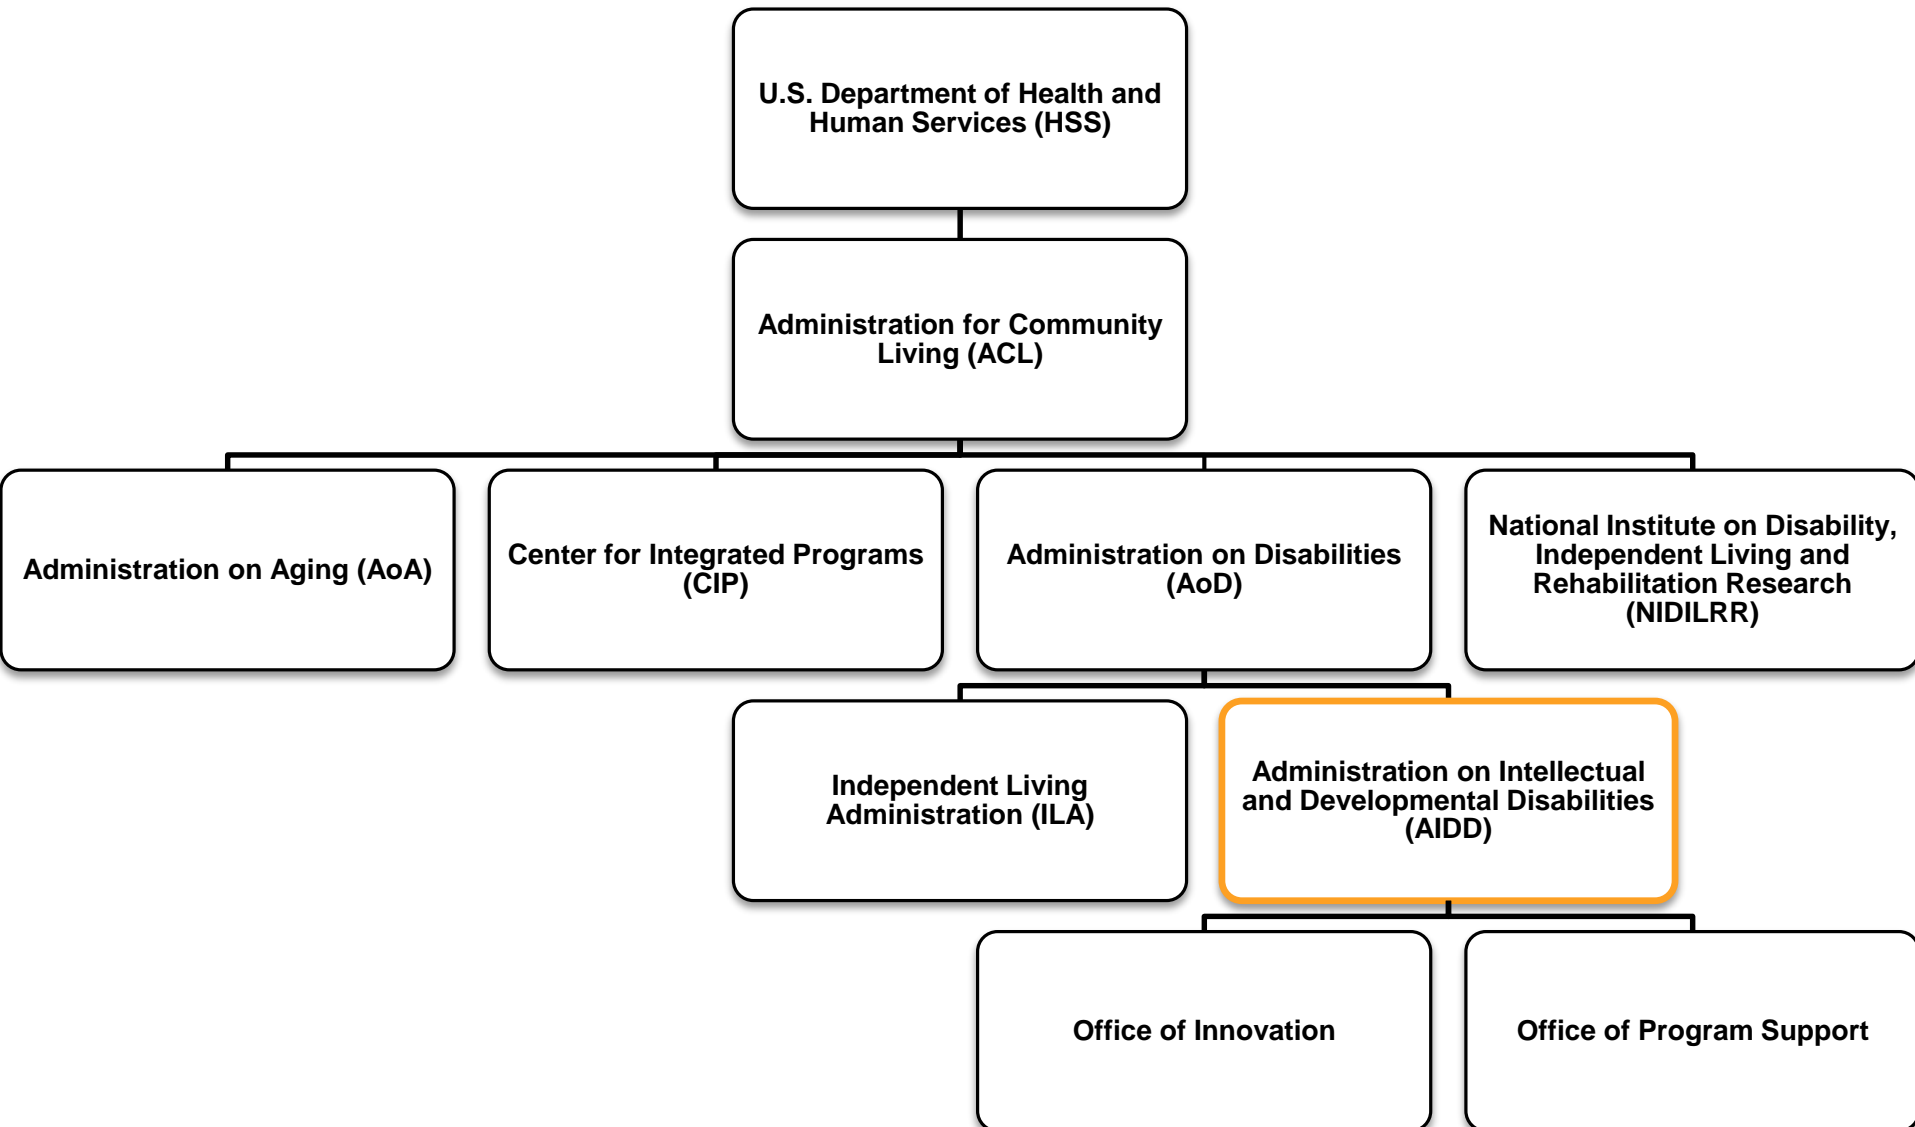 U.S. Department of Health and
Human Services (HSS)
Administration for Community
Living (ACL)
Administration on Aging (AoA)
Center for Integrated Programs
(CIP)
Administration on Disabilities
(AoD)
National Institute on Disability,
Independent Living and
Rehabilitation Research
(NIDILRR)
Independent Living
Administration (ILA)
Administration on Intellectual
and Developmental Disabilities
(AIDD)
Office of Innovation
Office of Program Support